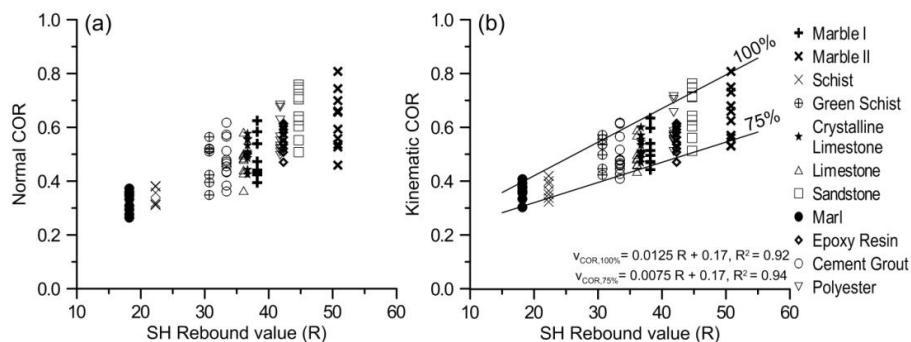 (a)
Normal COR
1.0
0.8
0.6
0.4
0.2
0.0
10 20 30 40 50 60
SH Rebound value (R)
(b)
Kinematic COR
1.0
0.8
0.6
0.4
0.2
0.0
100%
75%
vCOR,100% = 0.0125 R + 0.17, R² = 0.92
vCOR,75% = 0.0075 R + 0.17, R² = 0.94
10 20 30 40 50 60
SH Rebound value (R)
Marble I
Marble II
Schist
Green Schist
Crystalline
Limestone
Limestone
Sandstone
Marl
Epoxy Resin
Cement Grout
Polyester